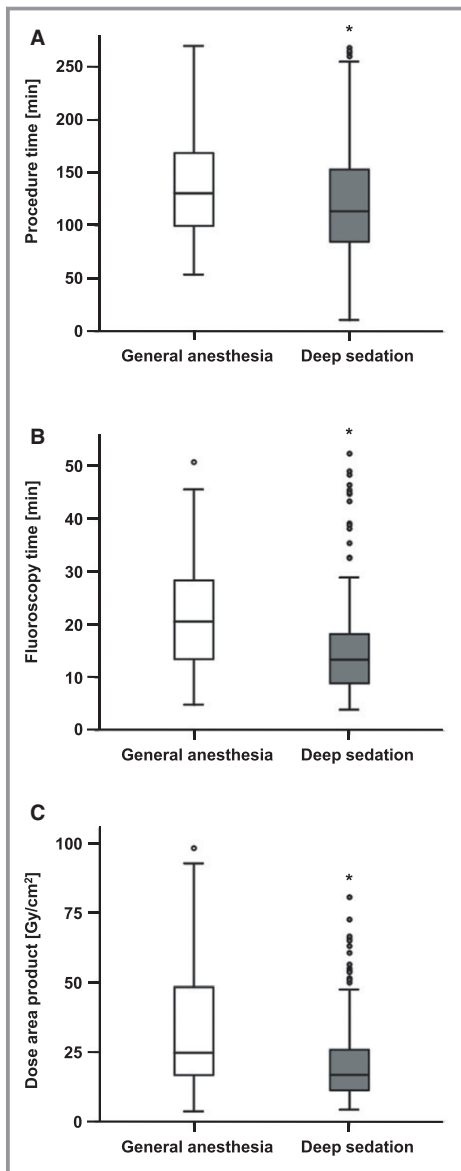 A
*
Procedure time [min]
250
200
150
100
50
0
General anesthesia Deep sedation
B
*
Fluoroscopy time [min]
50
40
30
20
10
0
General anesthesia Deep sedation
C
*
Dose area product [Gy/cm²]
100
75
50
25
0
General anesthesia Deep sedation